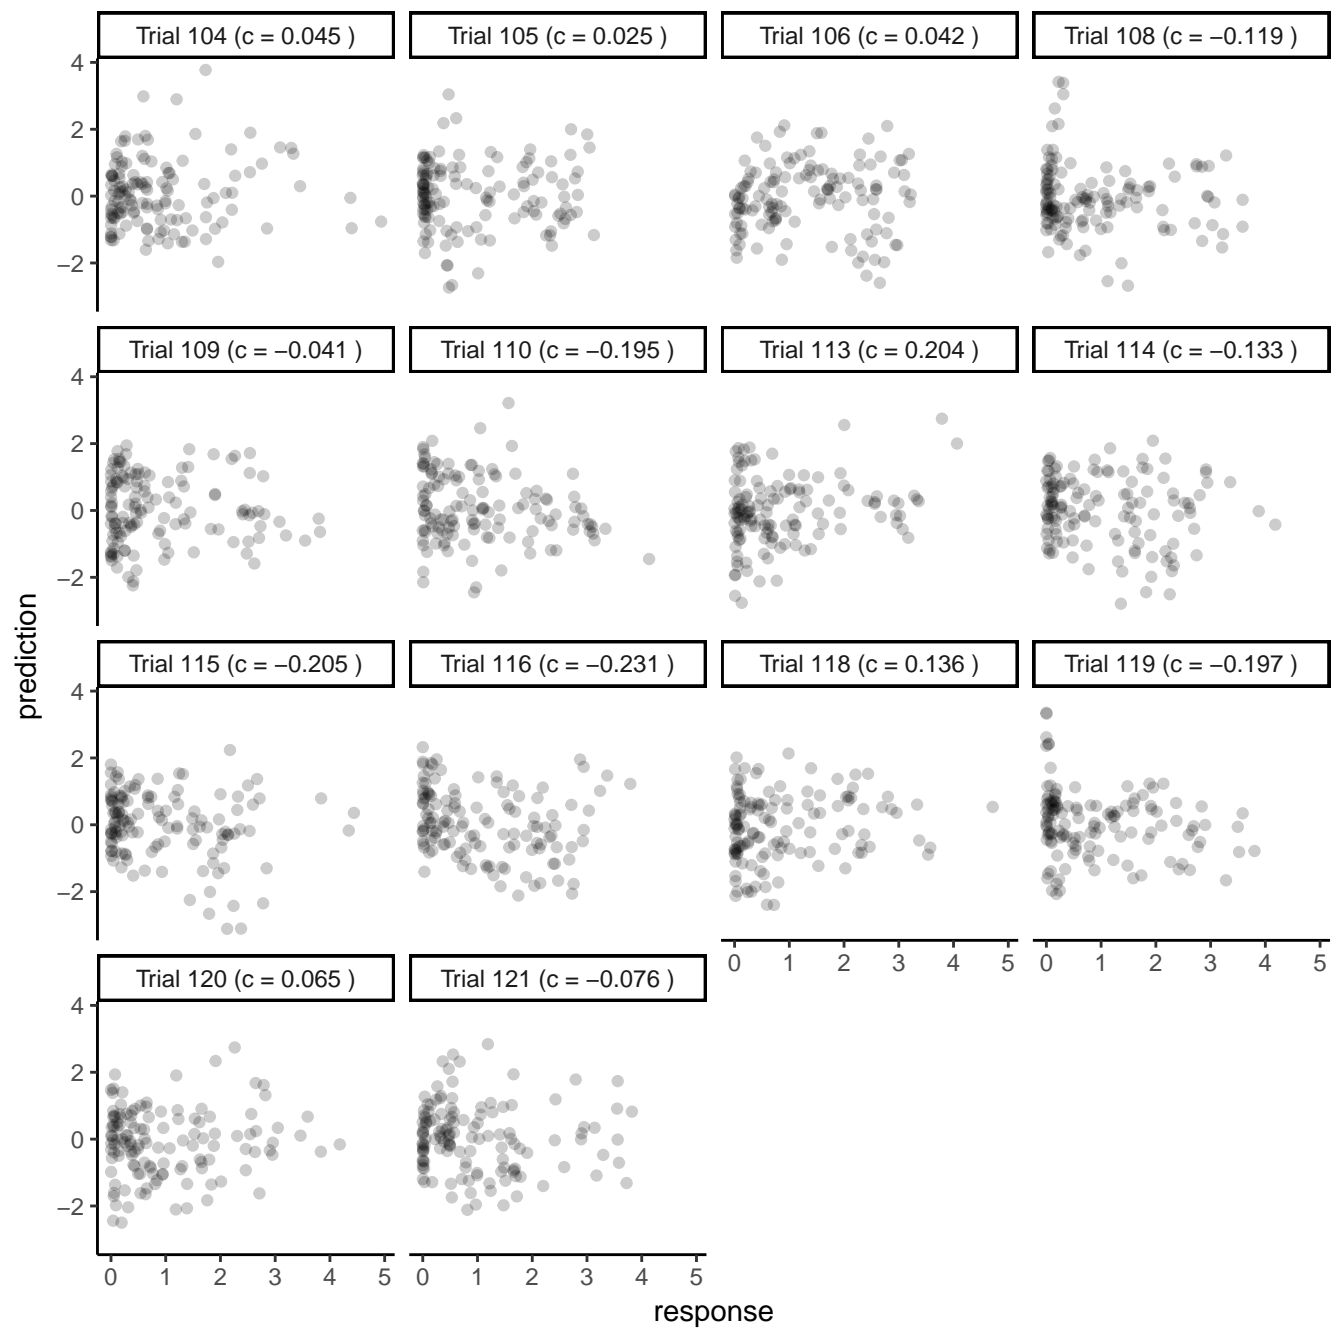 Trial 104 (c = 0.045 )
Trial 105 (c = 0.025 )
Trial 106 (c = 0.042 )
Trial 108 (c = −0.119 )
4
2
0
−2
Trial 109 (c = −0.041 )
Trial 110 (c = −0.195 )
Trial 113 (c = 0.204 )
Trial 114 (c = −0.133 )
4
2
0
−2
prediction
Trial 115 (c = −0.205 )
Trial 116 (c = −0.231 )
Trial 118 (c = 0.136 )
Trial 119 (c = −0.197 )
4
2
0
−2
0 1 2 3 4 5
0 1 2 3 4 5
Trial 120 (c = 0.065 )
Trial 121 (c = −0.076 )
4
2
0
−2
0 1 2 3 4 5
0 1 2 3 4 5
response